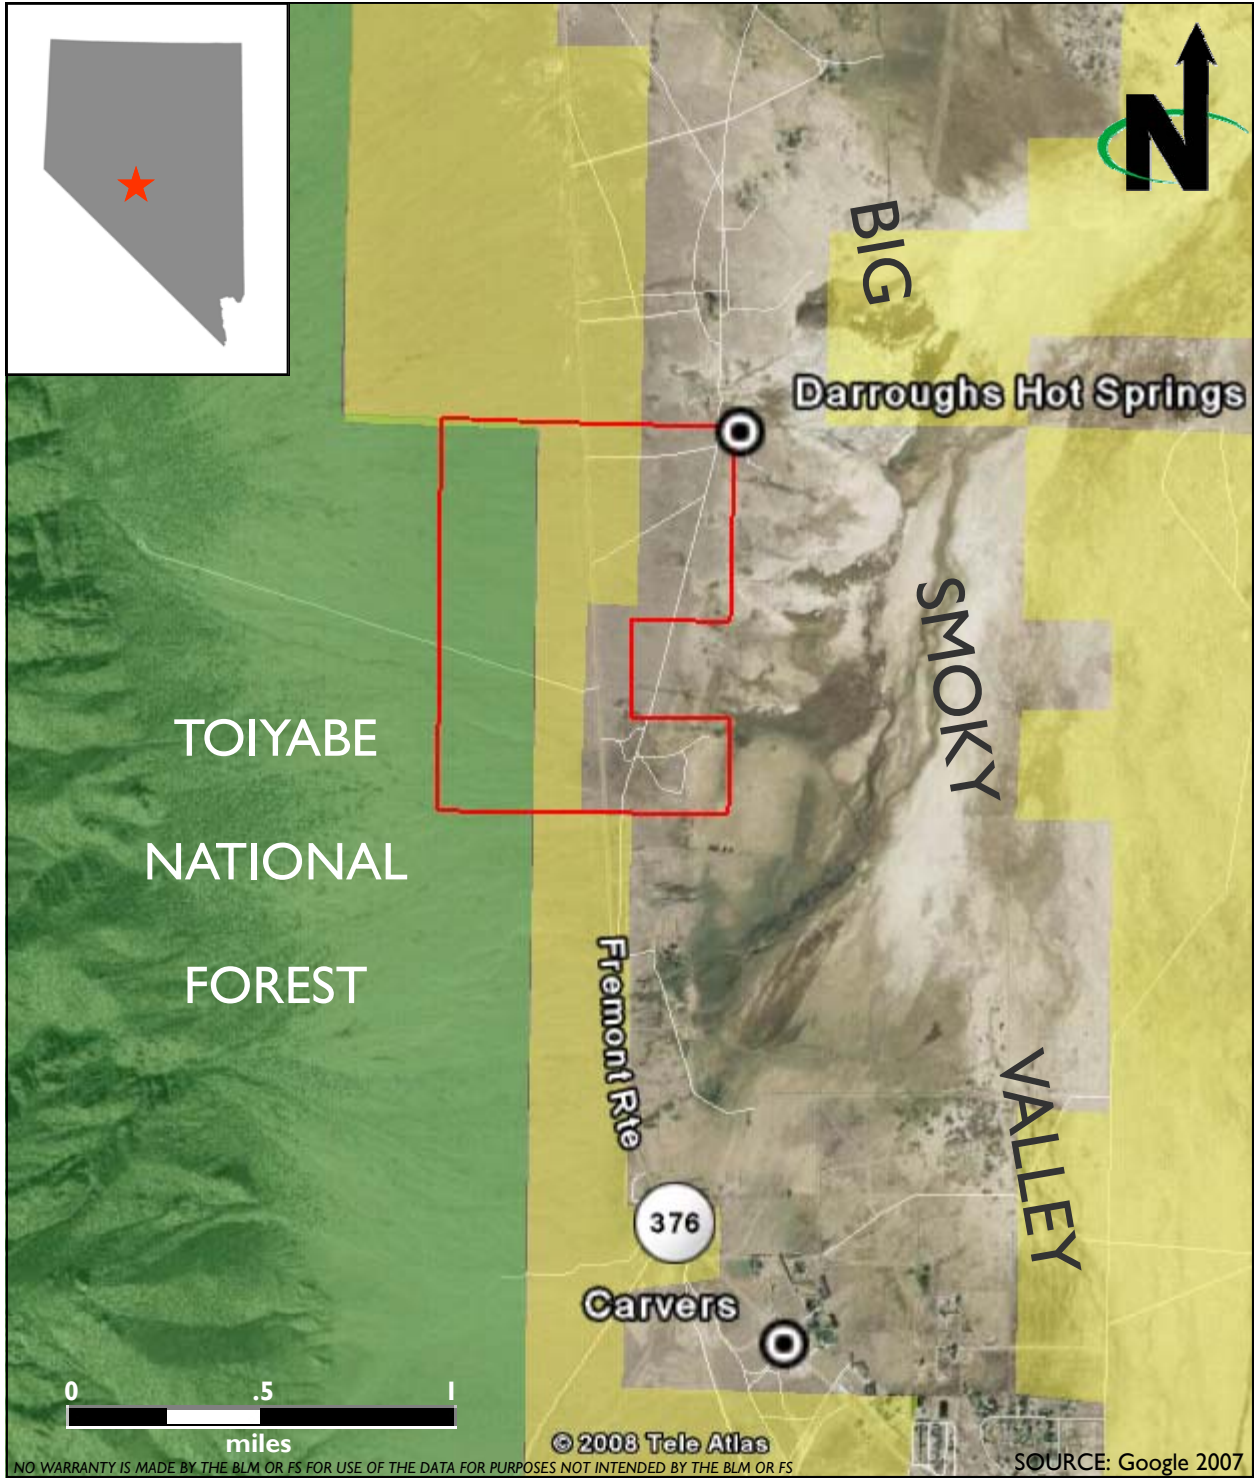 N
BIG
Darroughs Hot Springs
SMOKY
TOIYABE
NATIONAL
FOREST
Fremont Rte
VALLEY
376
Carvers
0 .5 1
miles
© 2008 Tele Atlas
SOURCE: Google 2007
NO WARRANTY IS MADE BY THE BLM OR FS FOR USE OF THE DATA FOR PURPOSES NOT INTENDED BY THE BLM OR FS